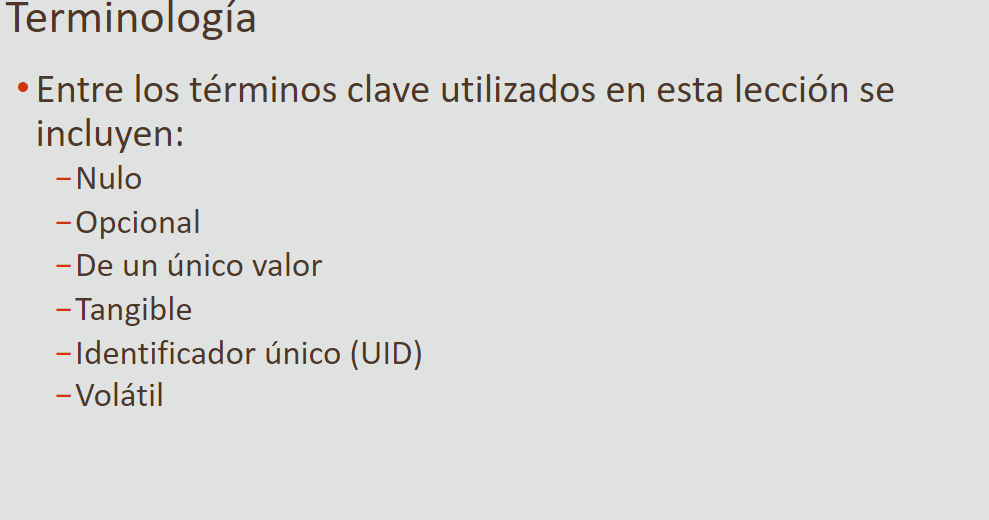 Terminología
• Entre los términos clave utilizados en esta lección se
incluyen:
–Nulo
–Opcional
–De un único valor
–Tangible
–Identificador único (UID)
–Volátil